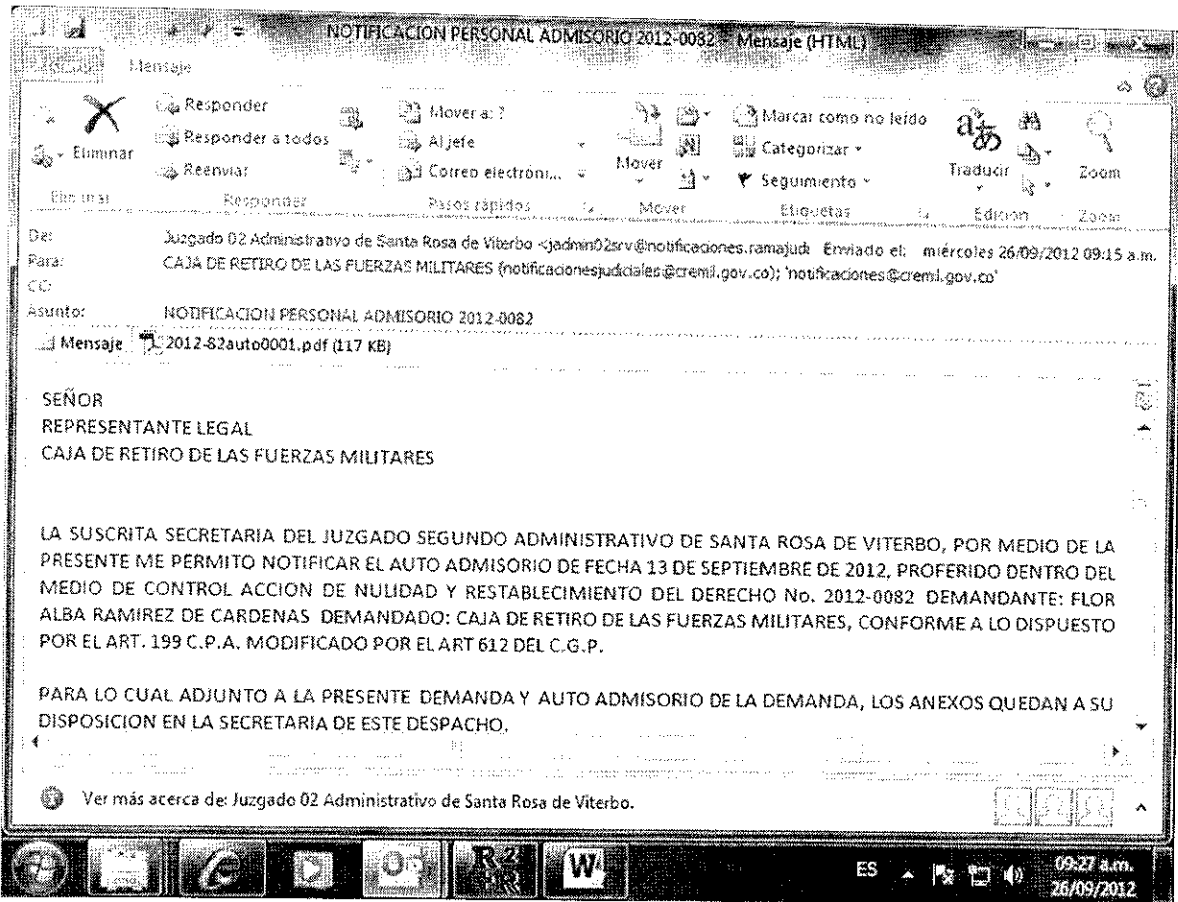 NOTIFICACION PERSONAL ADMISORIO 2012-0082 - Mensaje (HTML)
Mensaje
Responder
Responder a todos
Reenviar
Eliminar
Mover a: ?
Al jefe
Correo electróni...
Mover
Marcar como no leído
Categorizar
Seguimiento
Traducir
Zoom
Eliminar
Responder
Pasos rápidos
Mover
Etiquetas
Edición
Zoom
De: Juzgado 02 Administrativo de Santa Rosa de Viterbo <jadmin02srv@notificaciones.ramajudi Enviado el: miércoles 26/09/2012 09:15 a.m.
Para: CAJA DE RETIRO DE LAS FUERZAS MILITARES (notificacionesjudiciales@cremil.gov.co); 'notificaciones@cremil.gov.co'
CC:
Asunto: NOTIFICACION PERSONAL ADMISORIO 2012-0082
Mensaje 2012-82auto0001.pdf (117 KB)
SEÑOR
REPRESENTANTE LEGAL
CAJA DE RETIRO DE LAS FUERZAS MILITARES
LA SUSCRITA SECRETARIA DEL JUZGADO SEGUNDO ADMINISTRATIVO DE SANTA ROSA DE VITERBO, POR MEDIO DE LA
PRESENTE ME PERMITO NOTIFICAR EL AUTO ADMISORIO DE FECHA 13 DE SEPTIEMBRE DE 2012, PROFERIDO DENTRO DEL
MEDIO DE CONTROL ACCION DE NULIDAD Y RESTABLECIMIENTO DEL DERECHO No. 2012-0082 DEMANDANTE: FLOR
ALBA RAMIREZ DE CARDENAS DEMANDADO: CAJA DE RETIRO DE LAS FUERZAS MILITARES, CONFORME A LO DISPUESTO
POR EL ART. 199 C.P.A. MODIFICADO POR EL ART 612 DEL C.G.P.
PARA LO CUAL ADJUNTO A LA PRESENTE DEMANDA Y AUTO ADMISORIO DE LA DEMANDA, LOS ANEXOS QUEDAN A SU
DISPOSICION EN LA SECRETARIA DE ESTE DESPACHO.
Ver más acerca de: Juzgado 02 Administrativo de Santa Rosa de Viterbo.
ES
09:27 a.m.
26/09/2012